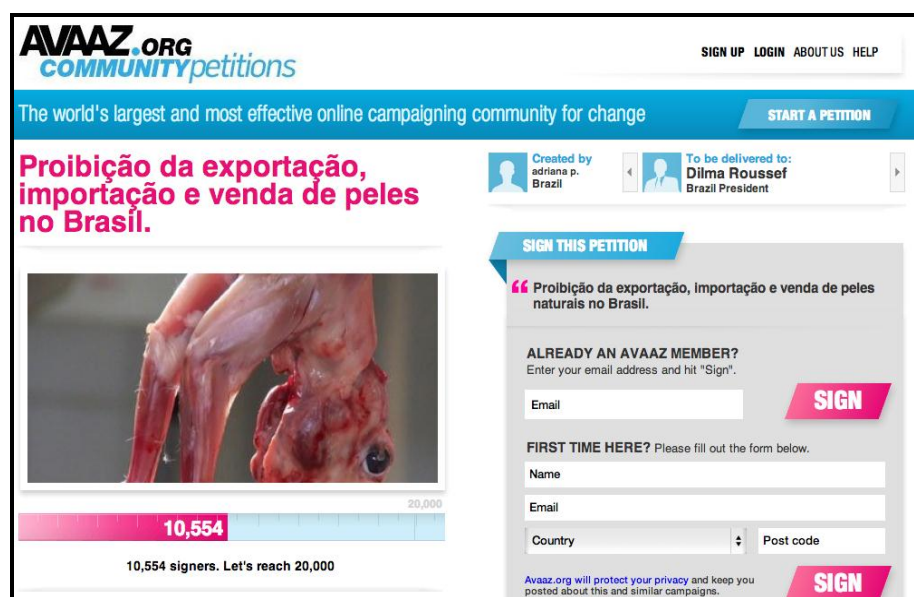 AVAAZ.ORG
COMMUNITYpetitions
SIGN UP LOGIN ABOUT US HELP
The world's largest and most effective online campaigning community for change
START A PETITION
Proibição da exportação,
importação e venda de peles
no Brasil.
Created by
adriana p.
Brazil
To be delivered to:
Dilma Roussef
Brazil President
SIGN THIS PETITION
“ Proibição da exportação, importação e venda de peles
naturais no Brasil.
ALREADY AN AVAAZ MEMBER?
Enter your email address and hit "Sign".
Email
SIGN
FIRST TIME HERE? Please fill out the form below.
Name
Email
Country
Post code
Avaaz.org will protect your privacy and keep you
posted about this and similar campaigns.
SIGN
20,000
10,554
10,554 signers. Let's reach 20,000